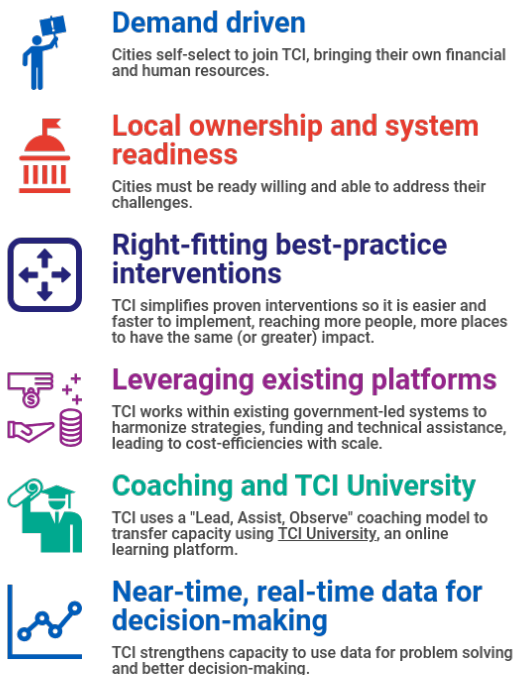 Demand driven
Cities self-select to join TCI, bringing their own financial
and human resources.
Local ownership and system
readiness
Cities must be ready willing and able to address their
challenges.
Right-fitting best-practice
interventions
TCI simplifies proven interventions so it is easier and
faster to implement, reaching more people, more places
to have the same (or greater) impact.
Leveraging existing platforms
TCI works within existing government-led systems to
harmonize strategies, funding and technical assistance,
leading to cost-efficiencies with scale.
Coaching and TCI University
TCI uses a "Lead, Assist, Observe" coaching model to
transfer capacity using TCI University, an online
learning platform.
Near-time, real-time data for
decision-making
TCI strengthens capacity to use data for problem solving
and better decision-making.